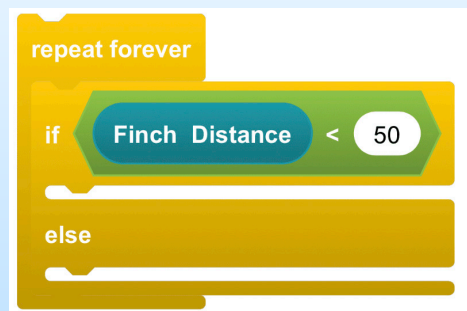 repeat forever
if Finch Distance < 50
else